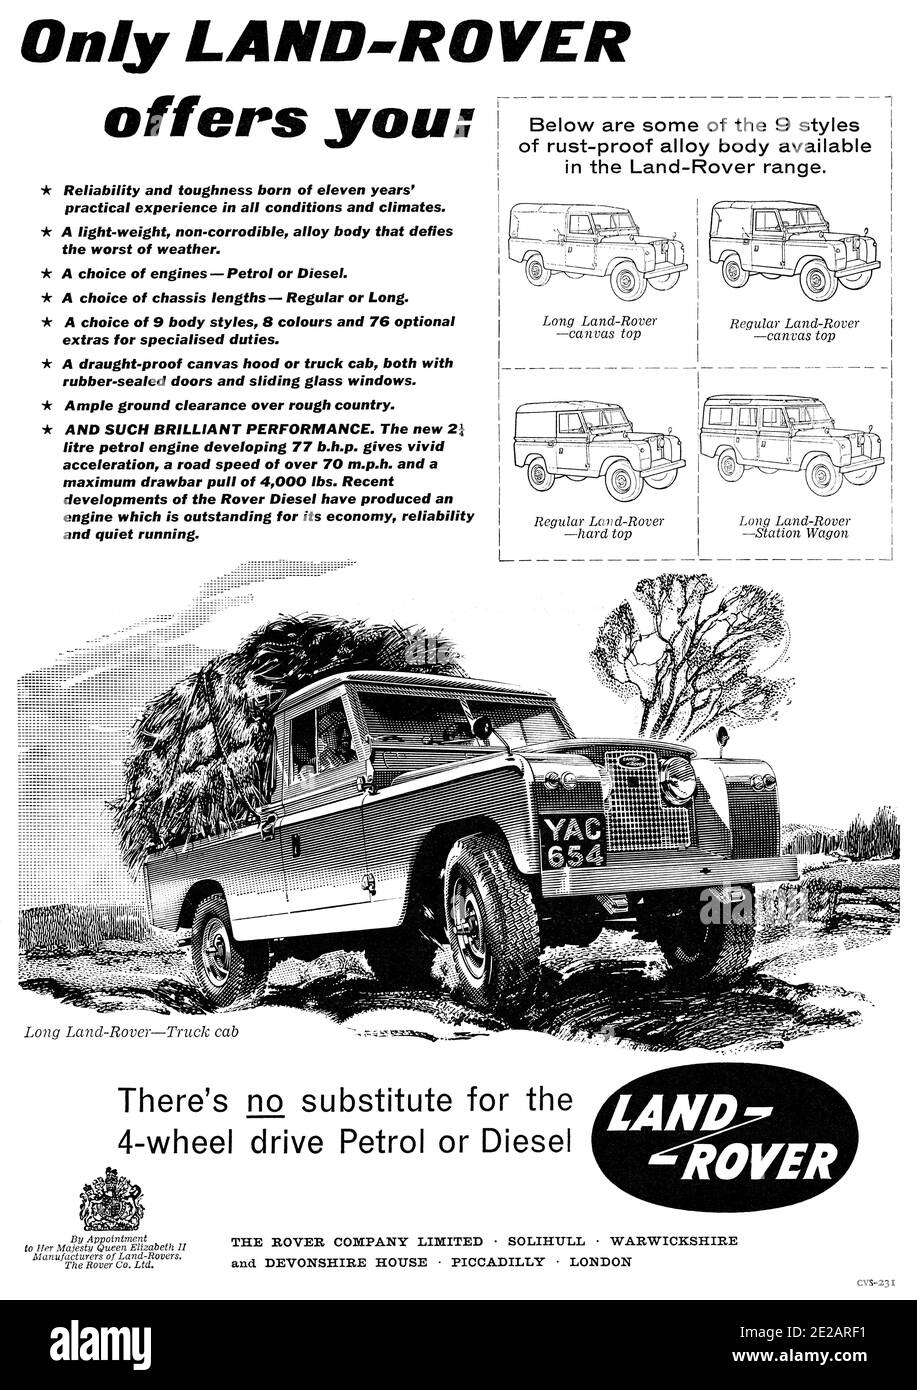 Only LAND-ROVER
offers you:
★ Reliability and toughness born of eleven years'
practical experience in all conditions and climates.
★ A light-weight, non-corrodible, alloy body that defies
the worst of weather.
★ A choice of engines—Petrol or Diesel.
★ A choice of chassis lengths—Regular or Long.
★ A choice of 9 body styles, 8 colours and 76 optional
extras for specialised duties.
★ A draught-proof canvas hood or truck cab, both with
rubber-sealed doors and sliding glass windows.
★ Ample ground clearance over rough country.
★ AND SUCH BRILLIANT PERFORMANCE. The new 2¼
litre petrol engine developing 77 b.h.p. gives vivid
acceleration, a road speed of over 70 m.p.h. and a
maximum drawbar pull of 4,000 lbs. Recent
developments of the Rover Diesel have produced an
engine which is outstanding for its economy, reliability
and quiet running.
Below are some of the 9 styles
of rust-proof alloy body available
in the Land-Rover range.
Long Land-Rover
—canvas top
Regular Land-Rover
—canvas top
Regular Land-Rover
—hard top
Long Land-Rover
—Station Wagon
YAC
654
Long Land-Rover—Truck cab
There's no substitute for the
4-wheel drive Petrol or Diesel
LAND-
-ROVER
By Appointment
to Her Majesty Queen Elizabeth II
Manufacturers of Land-Rovers.
The Rover Co. Ltd.
THE ROVER COMPANY LIMITED · SOLIHULL · WARWICKSHIRE
and DEVONSHIRE HOUSE · PICCADILLY · LONDON
CVS-231
alamy
alamy
Image ID: 2E2ARF1
www.alamy.com